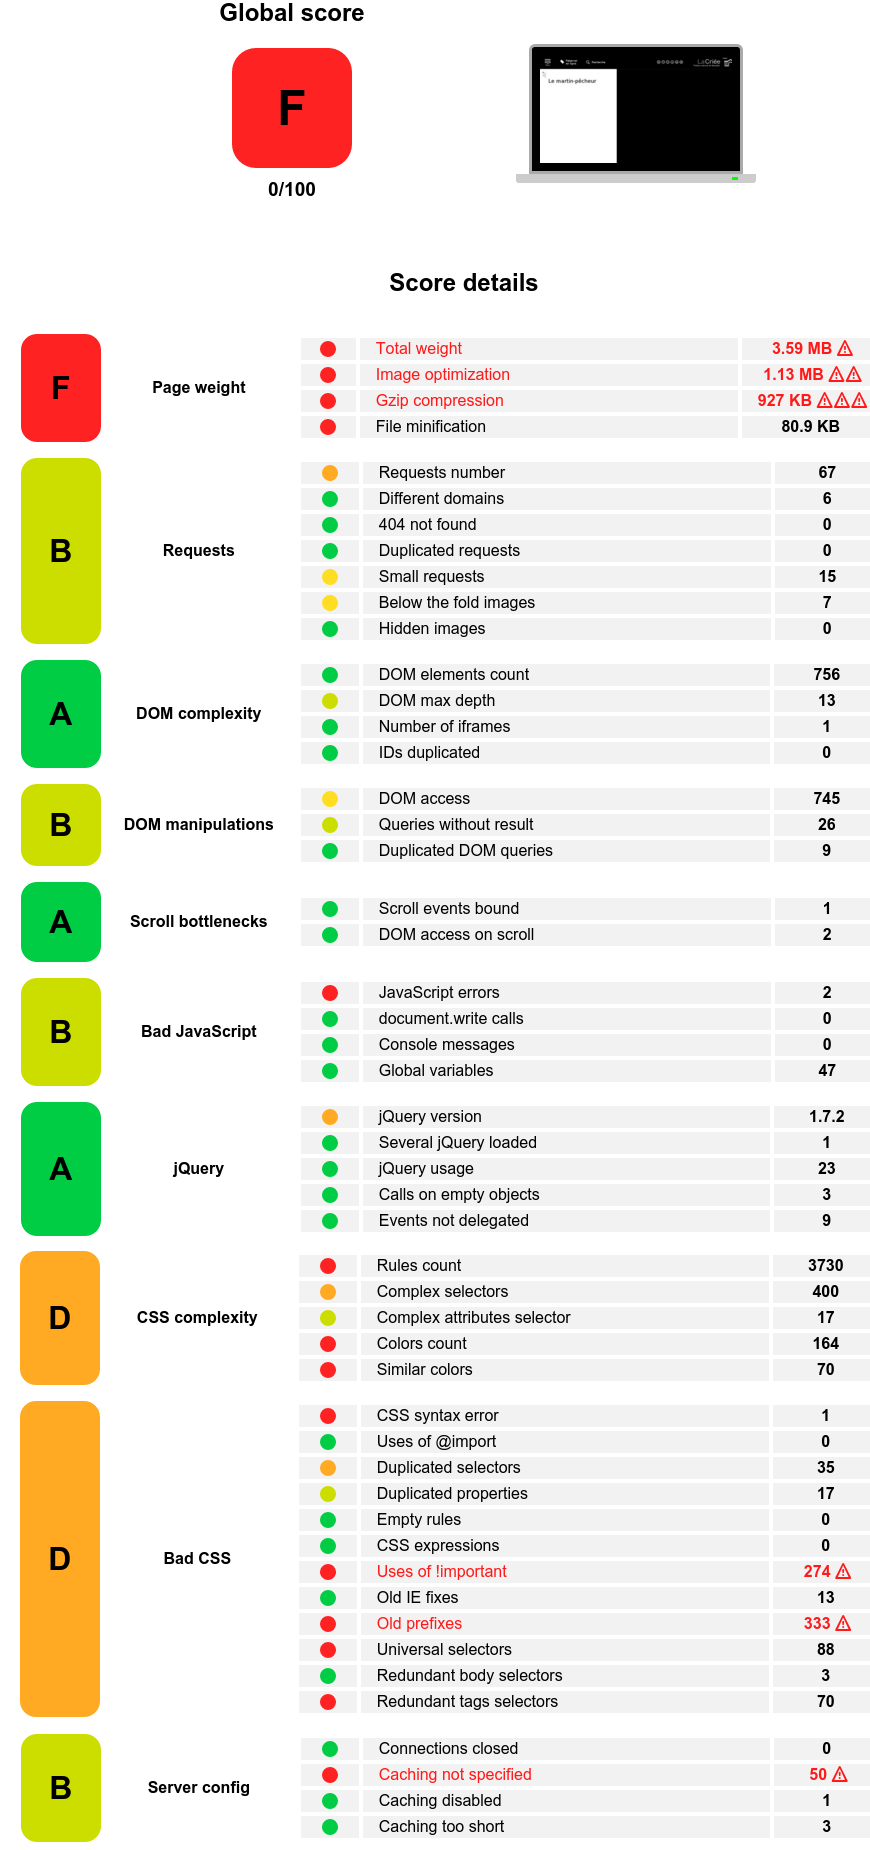 Global score
F
0/100
Le martin-pêcheur
LaCriée
Score details
F
Page weight
Total weight 3.59 MB
Image optimization 1.13 MB
Gzip compression 927 KB
File minification 80.9 KB
B
Requests
Requests number 67
Different domains 6
404 not found 0
Duplicated requests 0
Small requests 15
Below the fold images 7
Hidden images 0
A
DOM complexity
DOM elements count 756
DOM max depth 13
Number of iframes 1
IDs duplicated 0
B
DOM manipulations
DOM access 745
Queries without result 26
Duplicated DOM queries 9
A
Scroll bottlenecks
Scroll events bound 1
DOM access on scroll 2
B
Bad JavaScript
JavaScript errors 2
document.write calls 0
Console messages 0
Global variables 47
A
jQuery
jQuery version 1.7.2
Several jQuery loaded 1
jQuery usage 23
Calls on empty objects 3
Events not delegated 9
D
CSS complexity
Rules count 3730
Complex selectors 400
Complex attributes selector 17
Colors count 164
Similar colors 70
D
Bad CSS
CSS syntax error 1
Uses of @import 0
Duplicated selectors 35
Duplicated properties 17
Empty rules 0
CSS expressions 0
Uses of !important 274
Old IE fixes 13
Old prefixes 333
Universal selectors 88
Redundant body selectors 3
Redundant tags selectors 70
B
Server config
Connections closed 0
Caching not specified 50
Caching disabled 1
Caching too short 3